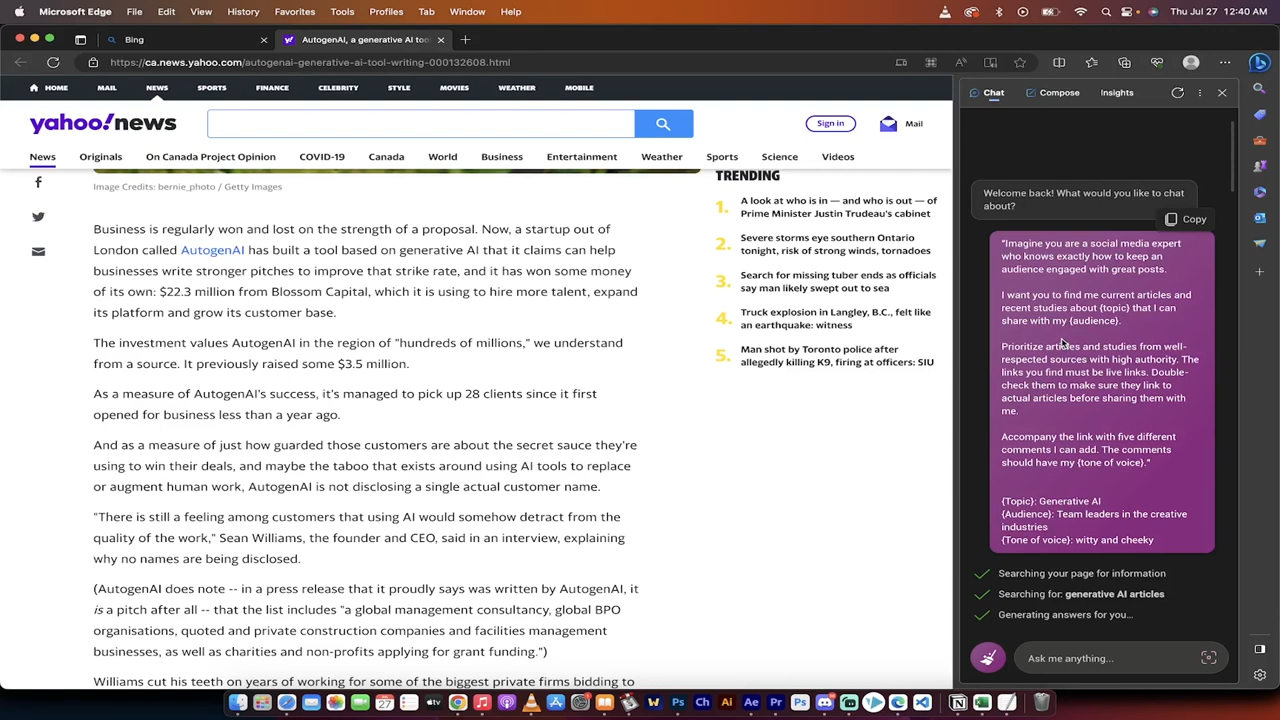 Microsoft Edge File Edit View History Favorites Tools Profiles Tab Window Help Thu Jul 27 12:40 AM
Bing
AutogenAI, a generative AI tool
https://ca.news.yahoo.com/autogenai-generative-ai-tool-writing-000132608.html
HOME MAIL NEWS SPORTS FINANCE CELEBRITY STYLE MOVIES WEATHER MOBILE
yahoo!news
Sign in
Mail
News Originals On Canada Project Opinion COVID-19 Canada World Business Entertainment Weather Sports Science Videos
Image Credits: bernie_photo / Getty Images
Business is regularly won and lost on the strength of a proposal. Now, a startup out of
London called AutogenAI has built a tool based on generative AI that it claims can help
businesses write stronger pitches to improve that strike rate, and it has won some money
of its own: $22.3 million from Blossom Capital, which it is using to hire more talent, expand
its platform and grow its customer base.
The investment values AutogenAI in the region of "hundreds of millions," we understand
from a source. It previously raised some $3.5 million.
As a measure of AutogenAI's success, it's managed to pick up 28 clients since it first
opened for business less than a year ago.
And as a measure of just how guarded those customers are about the secret sauce they're
using to win their deals, and maybe the taboo that exists around using AI tools to replace
or augment human work, AutogenAI is not disclosing a single actual customer name.
"There is still a feeling among customers that using AI would somehow detract from the
quality of the work," Sean Williams, the founder and CEO, said in an interview, explaining
why no names are being disclosed.
(AutogenAI does note -- in a press release that it proudly says was written by AutogenAI, it
is a pitch after all -- that the list includes "a global management consultancy, global BPO
organisations, quoted and private construction companies and facilities management
businesses, as well as charities and non-profits applying for grant funding.")
Williams cut his teeth on years of working for some of the biggest private firms bidding to
TRENDING
1. A look at who is in — and who is out — of
Prime Minister Justin Trudeau's cabinet
2. Severe storms eye southern Ontario
tonight, risk of strong winds, tornadoes
3. Search for missing tuber ends as officials
say man likely swept out to sea
4. Truck explosion in Langley, B.C., felt like
an earthquake: witness
5. Man shot by Toronto police after
allegedly killing K9, firing at officers: SIU
Chat Compose Insights
Welcome back! What would you like to chat
about?
Copy
"Imagine you are a social media expert
who knows exactly how to keep an
audience engaged with great posts.
I want you to find me current articles and
recent studies about {topic} that I can
share with my {audience}.
Prioritize articles and studies from well-
respected sources with high authority. The
links you find must be live links. Double-
check them to make sure they link to
actual articles before sharing them with
me.
Accompany the link with five different
comments I can add. The comments
should have my {tone of voice}."
{Topic}: Generative AI
{Audience}: Team leaders in the creative
industries
{Tone of voice}: witty and cheeky
Searching your page for information
Searching for: generative AI articles
Generating answers for you...
Ask me anything...
27
W Ps Ch Ai Ae Pr Ps